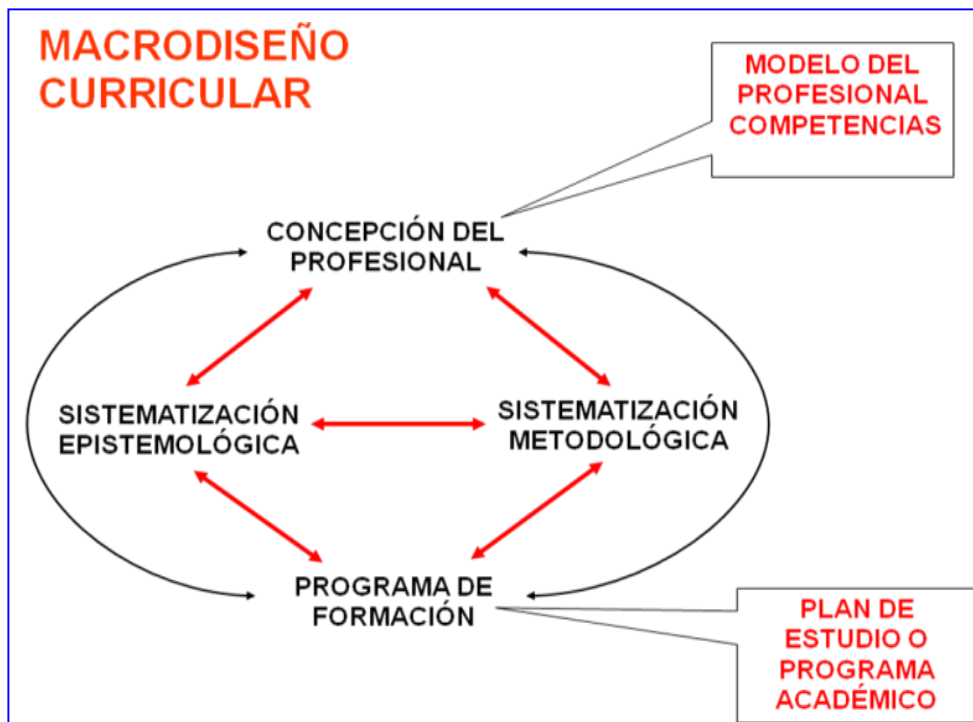 MACRODISEÑO
CURRICULAR
MODELO DEL
PROFESIONAL
COMPETENCIAS
CONCEPCIÓN DEL
PROFESIONAL
SISTEMATIZACIÓN
EPISTEMOLÓGICA
SISTEMATIZACIÓN
METODOLÓGICA
PROGRAMA DE
FORMACIÓN
PLAN DE
ESTUDIO O
PROGRAMA
ACADÉMICO